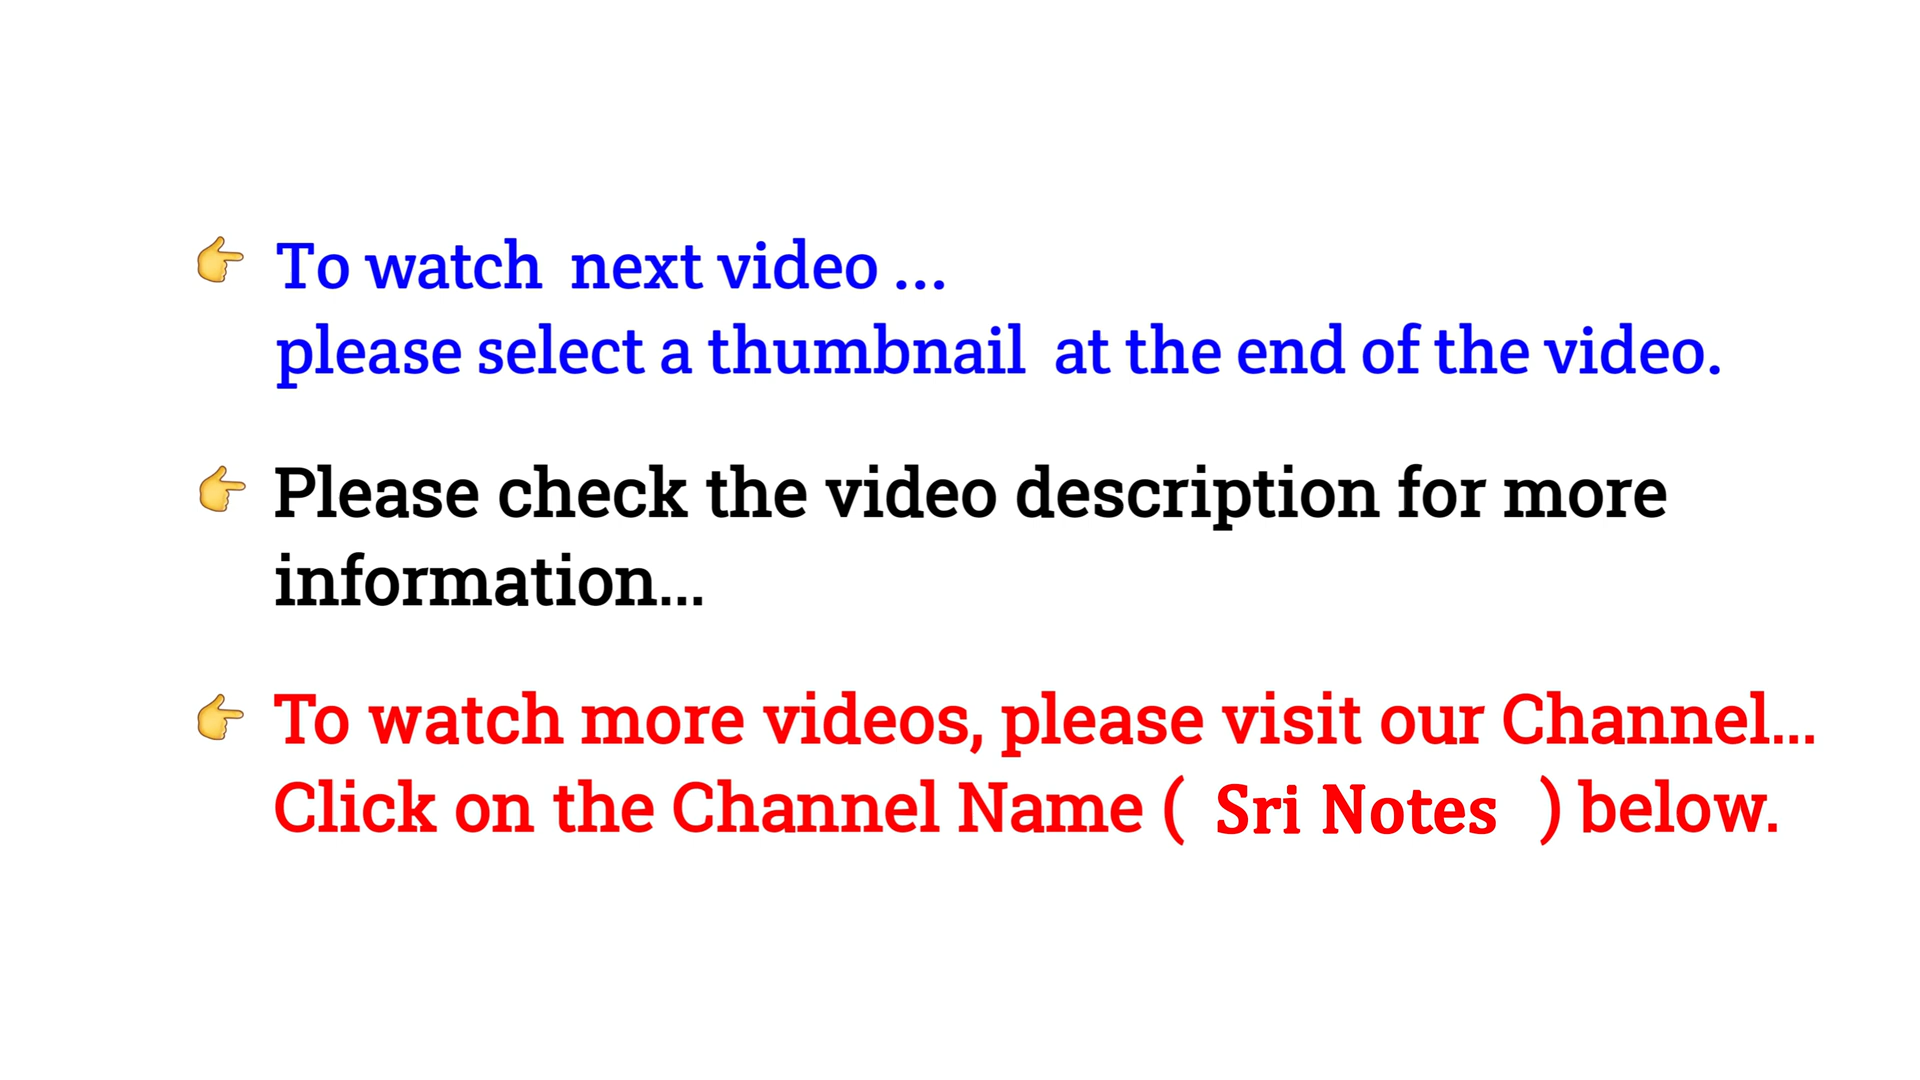 👉 To watch  next video ...
please select a thumbnail  at the end of the video.
👉 Please check the video description for more
information...
👉 To watch more videos, please visit our Channel...
Click on the Channel Name (  Sri Notes  ) below.